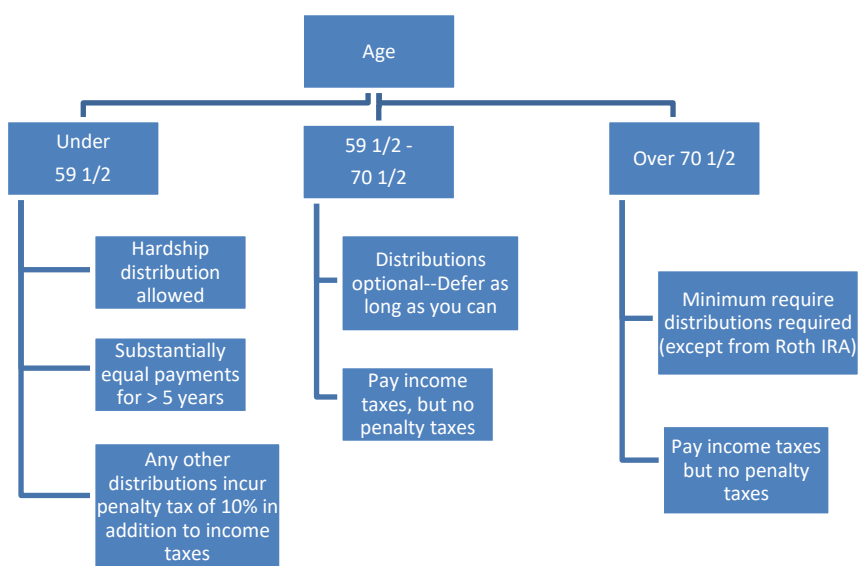 Age
Under
59 1/2
Hardship
distribution
allowed
Substantially
equal payments
for > 5 years
Any other
distributions incur
penalty tax of 10% in
addition to income
taxes
59 1/2 -
70 1/2
Distributions
optional--Defer as
long as you can
Pay income
taxes, but no
penalty taxes
Over 70 1/2
Minimum require
distributions required
(except from Roth IRA)
Pay income taxes
but no penalty
taxes